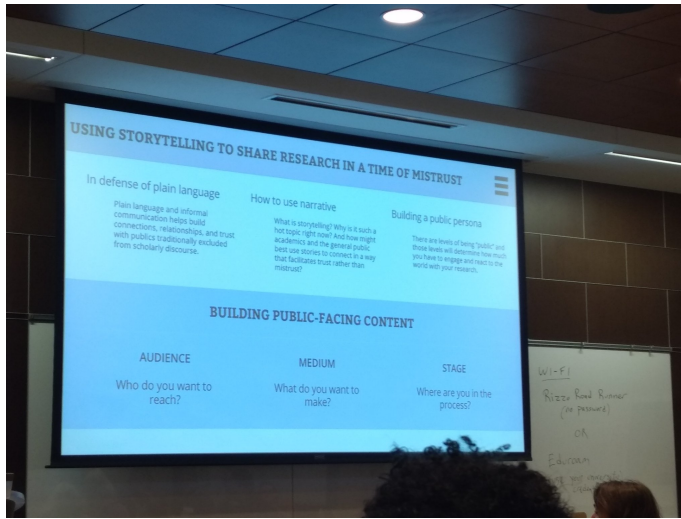 USING STORYTELLING TO SHARE RESEARCH IN A TIME OF MISTRUST
In defense of plain language
Plain language and informal
communication helps build
connections, relationships, and trust
with publics traditionally excluded
from scholarly discourse.
How to use narrative
What is storytelling? Why is it such a
hot topic right now? And how might
academics and the general public
best use stories to connect in a way
that facilitates trust rather than
mistrust?
Building a public persona
There are levels of being "public" and
those levels will determine how much
you have to engage and react to the
world with your research.
BUILDING PUBLIC-FACING CONTENT
AUDIENCE
Who do you want to
reach?
MEDIUM
What do you want to
make?
STAGE
Where are you in the
process?
WI-FI
Rizzo Road Runner
(no password)
OR
Eduroam